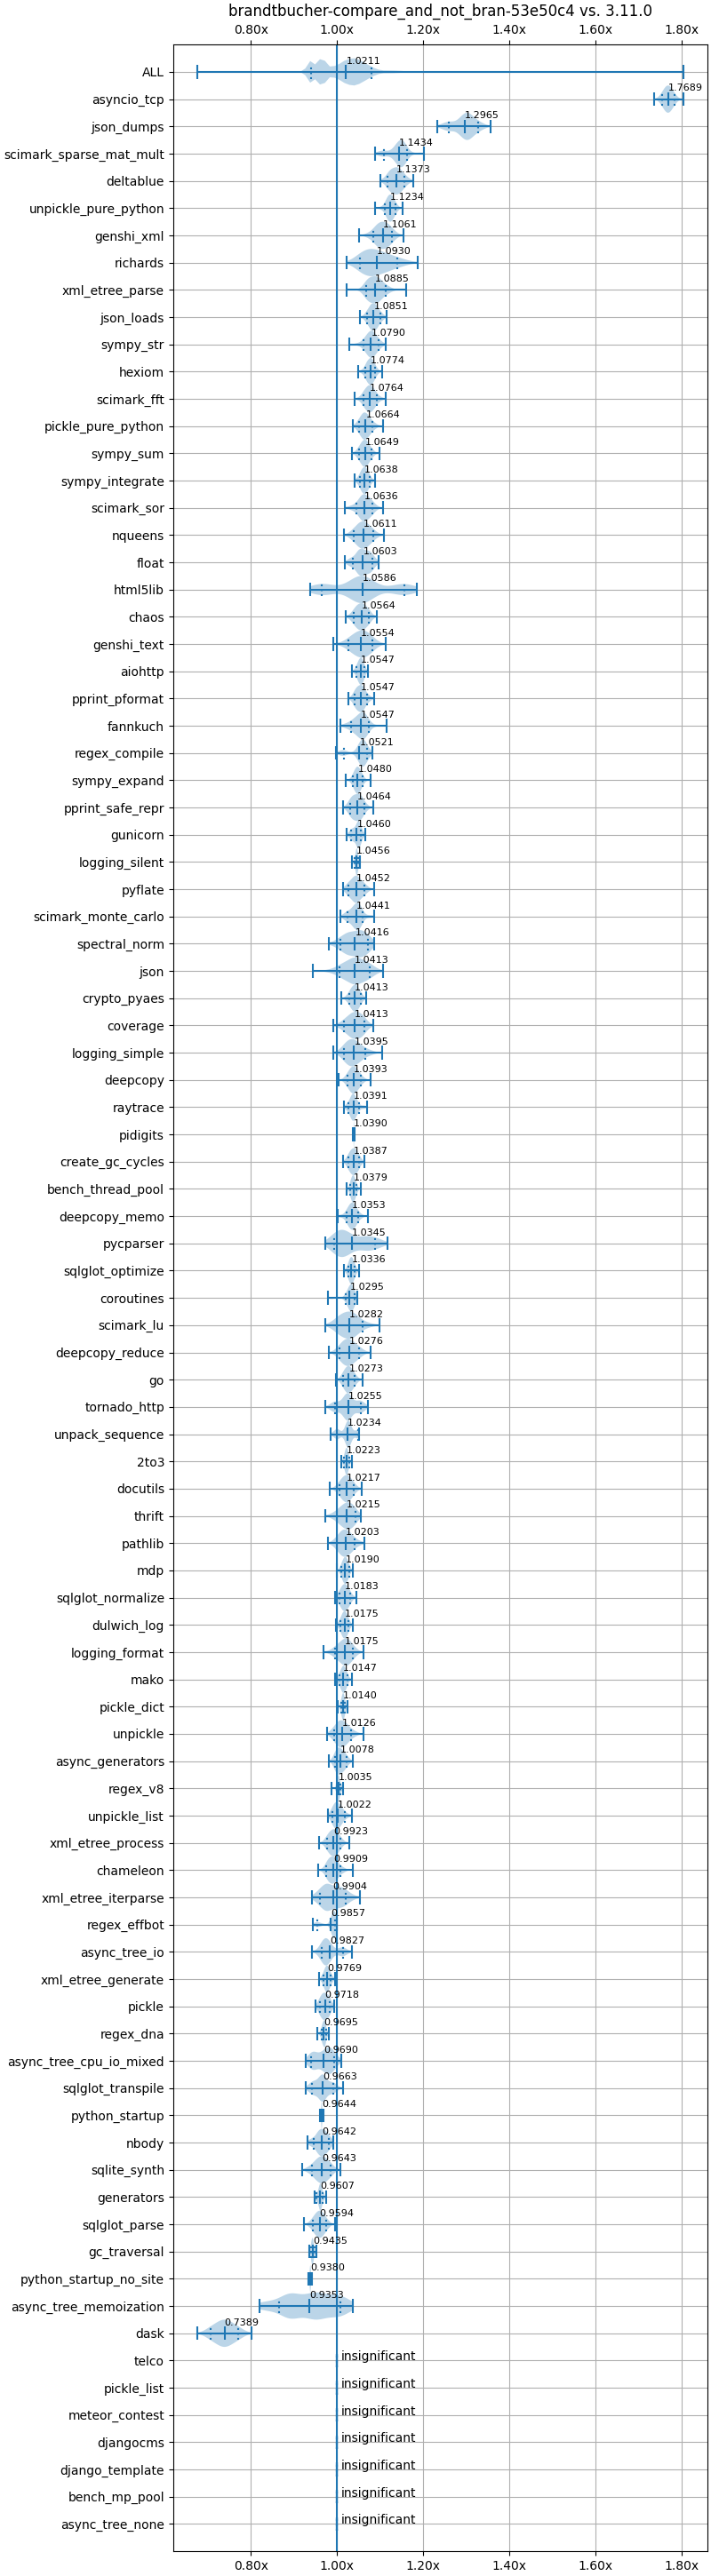 brandtbucher-compare_and_not_bran-53e50c4 vs. 3.11.0
0.80x 1.00x 1.20x 1.40x 1.60x 1.80x
ALL 1.0211
asyncio_tcp 1.7689
json_dumps 1.2965
scimark_sparse_mat_mult 1.1434
deltablue 1.1373
unpickle_pure_python 1.1234
genshi_xml 1.1061
richards 1.0930
xml_etree_parse 1.0885
json_loads 1.0851
sympy_str 1.0790
hexiom 1.0774
scimark_fft 1.0764
pickle_pure_python 1.0664
sympy_sum 1.0649
sympy_integrate 1.0638
scimark_sor 1.0636
nqueens 1.0611
float 1.0603
html5lib 1.0586
chaos 1.0564
genshi_text 1.0554
aiohttp 1.0547
pprint_pformat 1.0547
fannkuch 1.0547
regex_compile 1.0521
sympy_expand 1.0480
pprint_safe_repr 1.0464
gunicorn 1.0460
logging_silent 1.0456
pyflate 1.0452
scimark_monte_carlo 1.0441
spectral_norm 1.0416
json 1.0413
crypto_pyaes 1.0413
coverage 1.0413
logging_simple 1.0395
deepcopy 1.0393
raytrace 1.0391
pidigits 1.0390
create_gc_cycles 1.0387
bench_thread_pool 1.0379
deepcopy_memo 1.0353
pycparser 1.0345
sqlglot_optimize 1.0336
coroutines 1.0295
scimark_lu 1.0282
deepcopy_reduce 1.0276
go 1.0273
tornado_http 1.0255
unpack_sequence 1.0234
2to3 1.0223
docutils 1.0217
thrift 1.0215
pathlib 1.0203
mdp 1.0190
sqlglot_normalize 1.0183
dulwich_log 1.0175
logging_format 1.0175
mako 1.0147
pickle_dict 1.0140
unpickle 1.0126
async_generators 1.0078
regex_v8 1.0035
unpickle_list 1.0022
xml_etree_process 0.9923
chameleon 0.9909
xml_etree_iterparse 0.9904
regex_effbot 0.9857
async_tree_io 0.9827
xml_etree_generate 0.9769
pickle 0.9718
regex_dna 0.9695
async_tree_cpu_io_mixed 0.9690
sqlglot_transpile 0.9663
python_startup 0.9644
nbody 0.9642
sqlite_synth 0.9643
generators 0.9607
sqlglot_parse 0.9594
gc_traversal 0.9435
python_startup_no_site 0.9380
async_tree_memoization 0.9353
dask 0.7389
telco insignificant
pickle_list insignificant
meteor_contest insignificant
djangocms insignificant
django_template insignificant
bench_mp_pool insignificant
async_tree_none insignificant
0.80x 1.00x 1.20x 1.40x 1.60x 1.80x